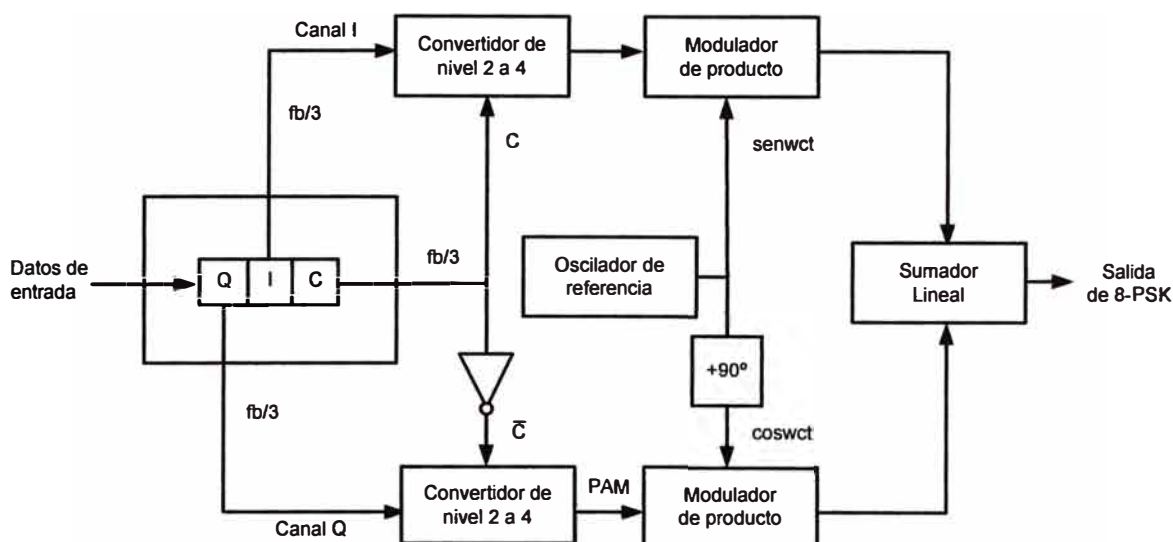 Canal I
Convertidor de
nivel 2 a 4
Modulador
de producto
fb/3
C
senwct
Datos de
entrada
Q I C
fb/3
Oscilador de
referencia
Sumador
Lineal
Salida
de 8-PSK
+90º
fb/3
C̅
coswct
Canal Q
Convertidor de
nivel 2 a 4
PAM
Modulador
de producto